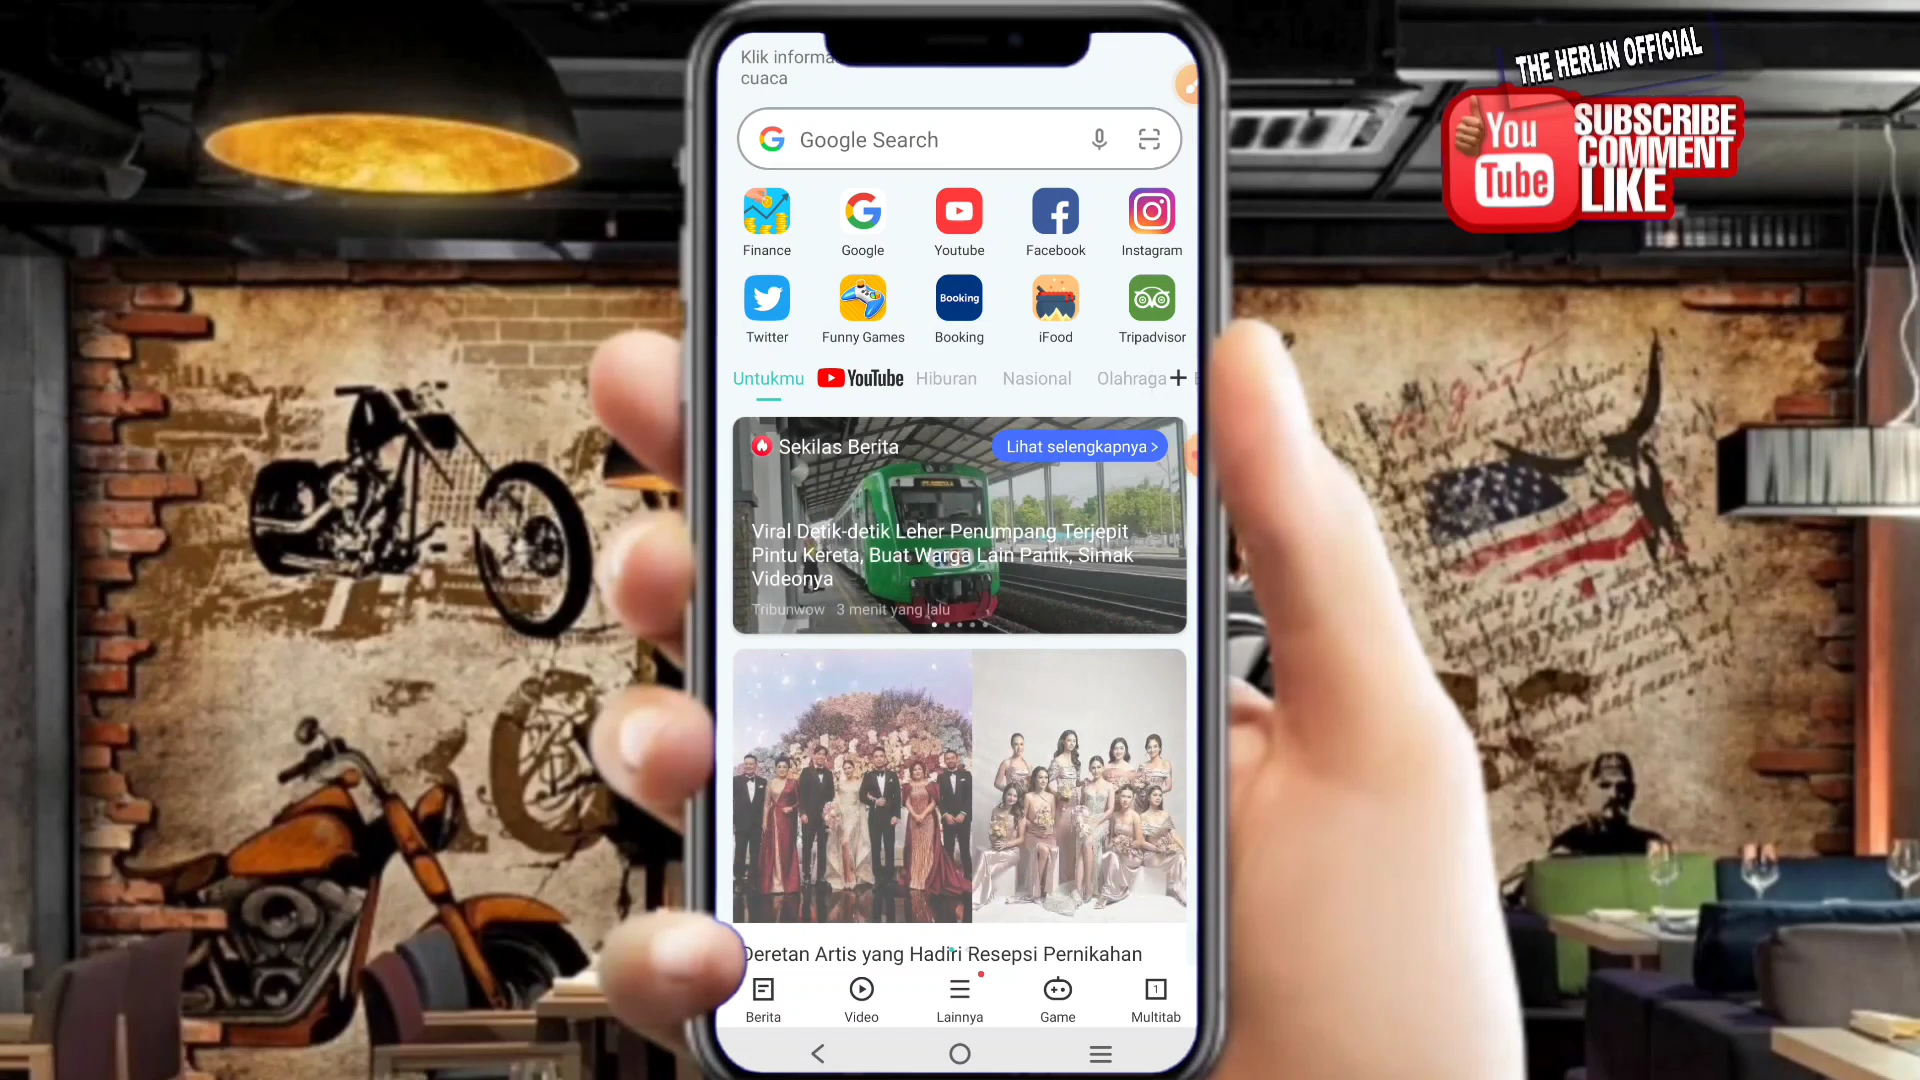 THE HERLIN OFFICIAL
You
Tube
SUBSCRIBE
COMMENT
LIKE
Klik informa
cuaca
Google Search
Finance
Google
Youtube
Facebook
Instagram
Booking
Twitter
Funny Games
Booking
iFood
Tripadvisor
Untukmu
YouTube
Hiburan
Nasional
Olahraga
Sekilas Berita
Lihat selengkapnya >
Viral Detik-detik Leher Penumpang Terjepit
Pintu Kereta, Buat Warga Lain Panik, Simak
Videonya
Tribunwow 3 menit yang lalu
Deretan Artis yang Hadiri Resepsi Pernikahan
1
Berita
Video
Lainnya
Game
Multitab